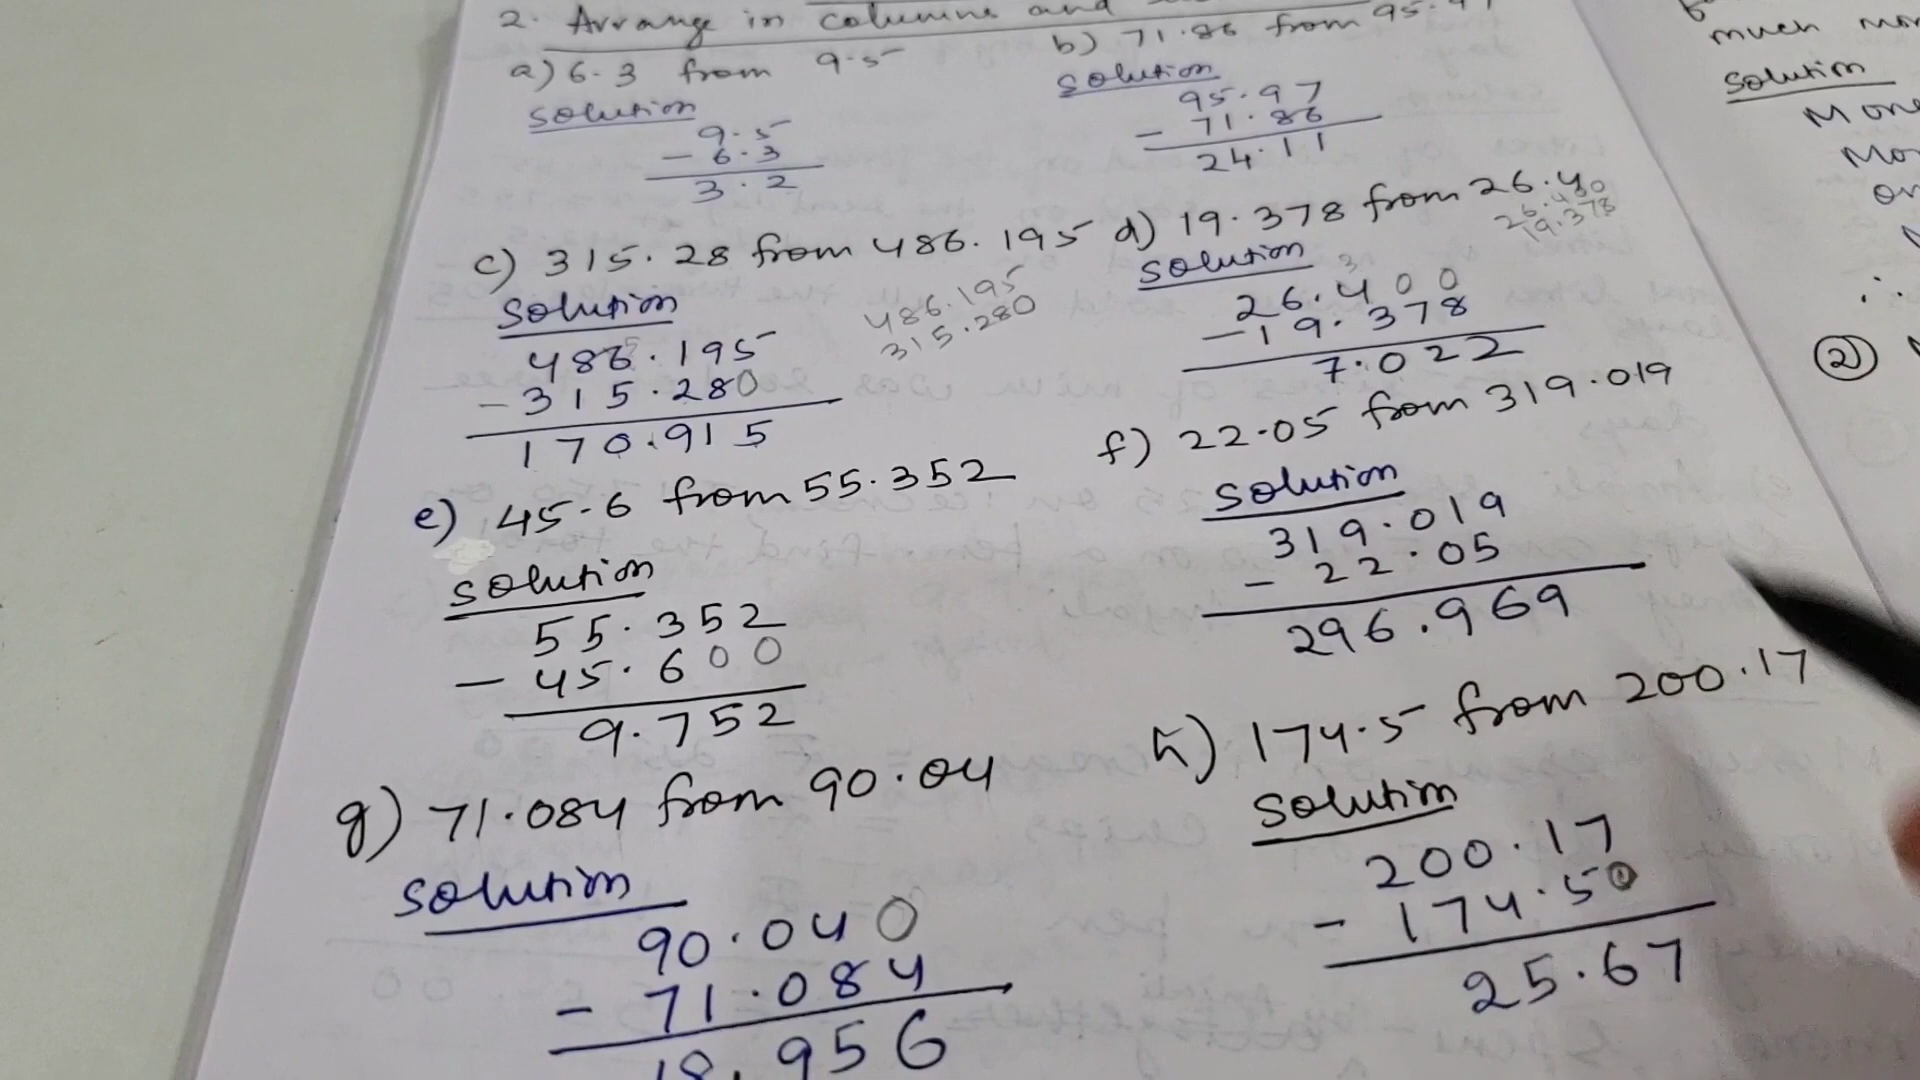 2. Arrange in columns and
a) 6.3 from 9.5
solution
9.5
- 6.3
3.2
b) 71.86 from 95.97
solution
95.97
- 71.86
24.11
c) 315.28 from 486.195
486.195
315.280
solution
486.195
- 315.280
170.915
d) 19.378 from 26.4
26.400
19.378
solution
3
26.400
- 19.378
7.022
e) 45.6 from 55.352
solution
55.352
- 45.600
9.752
f) 22.05 from 319.019
solution
319.019
- 22.05
296.969
g) 71.084 from 90.04
solution
90.040
- 71.084
18.956
h) 174.5 from 200.17
solution
200.17
- 174.50
25.67
much
solution
∴
②